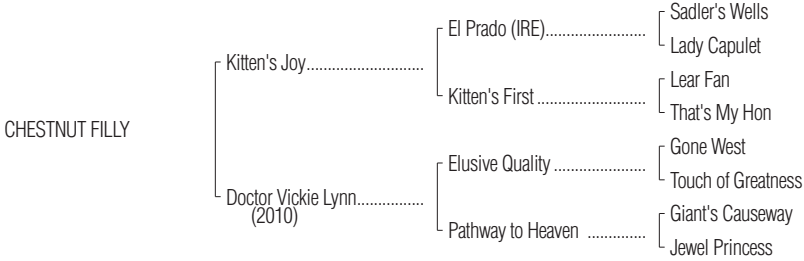 Sadler's Wells
El Prado (IRE)........................
Lady Capulet
Kitten's Joy............................
Lear Fan
Kitten's First ..........................
That's My Hon
CHESTNUT FILLY
Gone West
Elusive Quality ......................
Touch of Greatness
Doctor Vickie Lynn................
(2010)
Giant's Causeway
Pathway to Heaven ..............
Jewel Princess